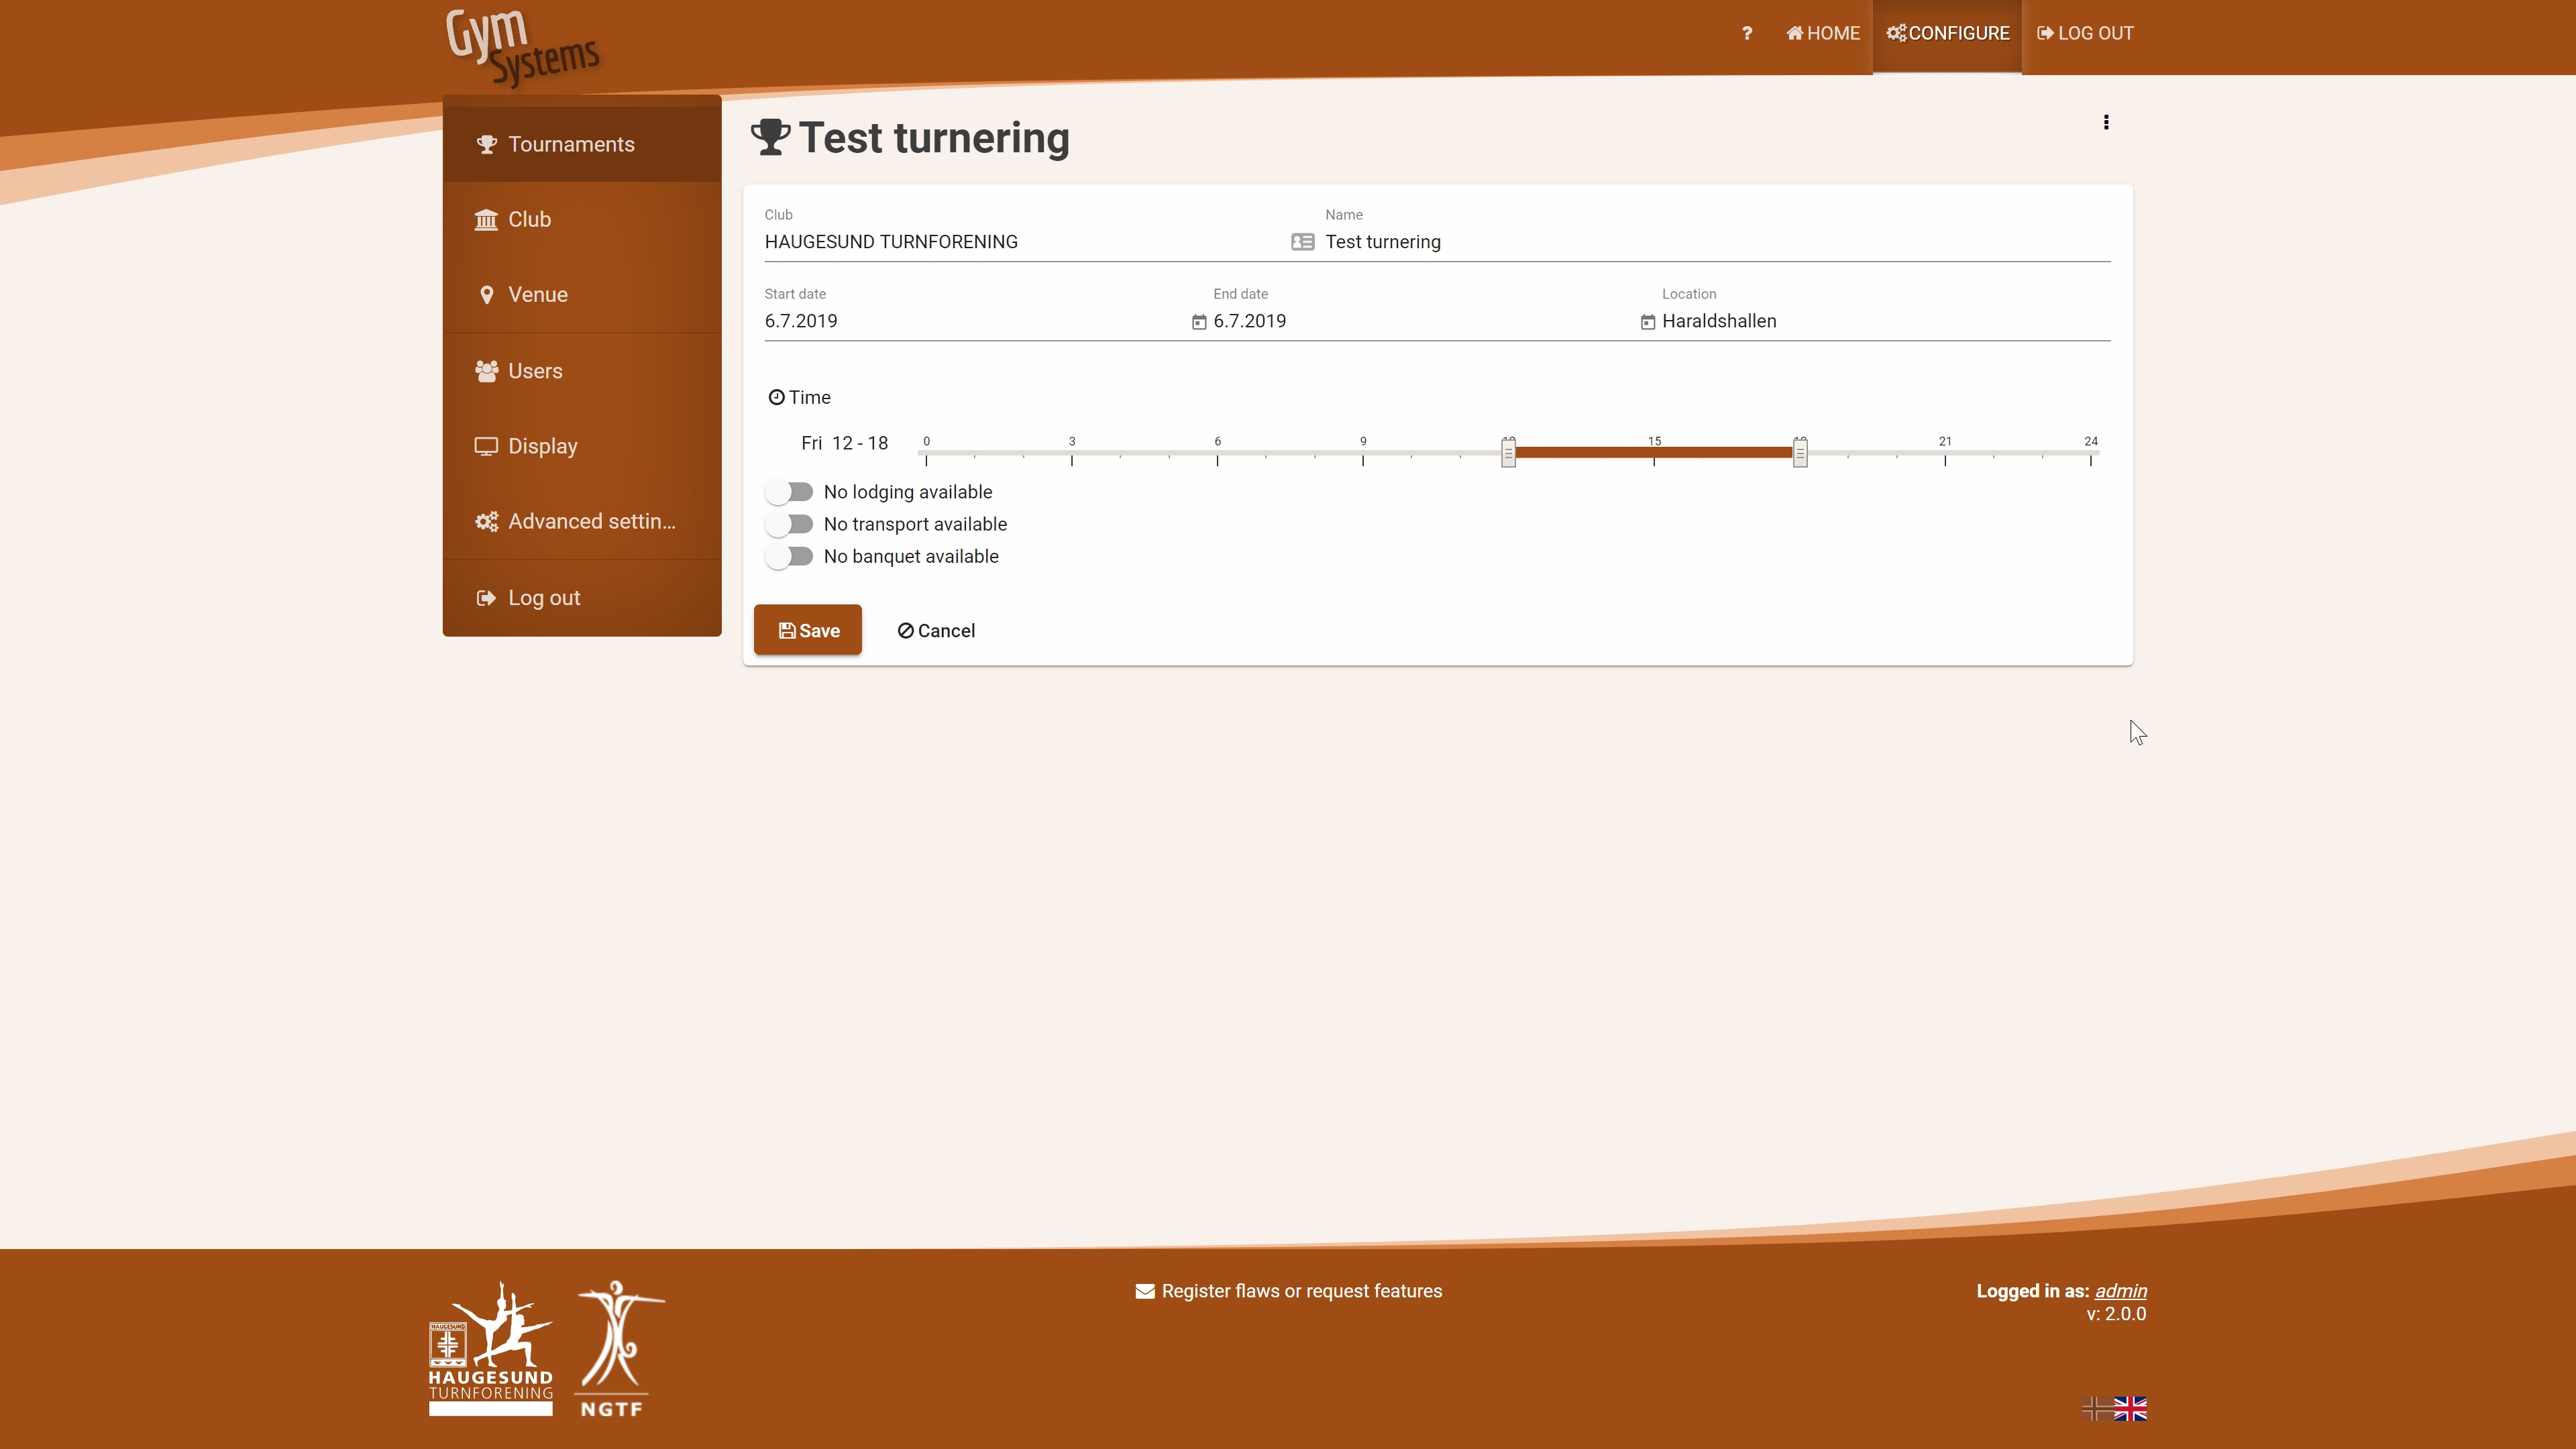 Gym
Systems
? HOME CONFIGURE LOG OUT
Tournaments
Club
Venue
Users
Display
Advanced settin...
Log out
Test turnering
Club Name
HAUGESUND TURNFORENING Test turnering
Start date End date Location
6.7.2019 6.7.2019 Haraldshallen
Time
Fri 12 - 18 0 3 6 9 15 21 24
No lodging available
No transport available
No banquet available
Save Cancel
Register flaws or request features
Logged in as: admin
v: 2.0.0
HAUGESUND
HAUGESUND
TURNFORENING
NGTF